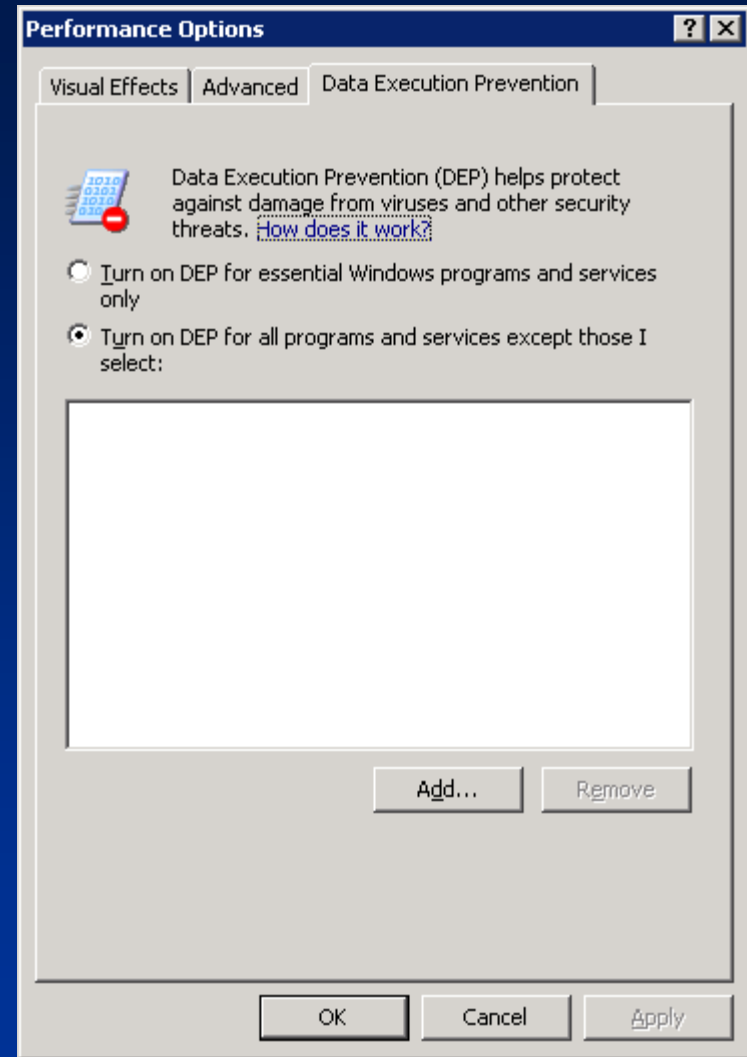 Performance Options
Visual Effects Advanced Data Execution Prevention
Data Execution Prevention (DEP) helps protect
against damage from viruses and other security
threats. How does it work?
Turn on DEP for essential Windows programs and services
only
Turn on DEP for all programs and services except those I
select:
Add... Remove
OK Cancel Apply